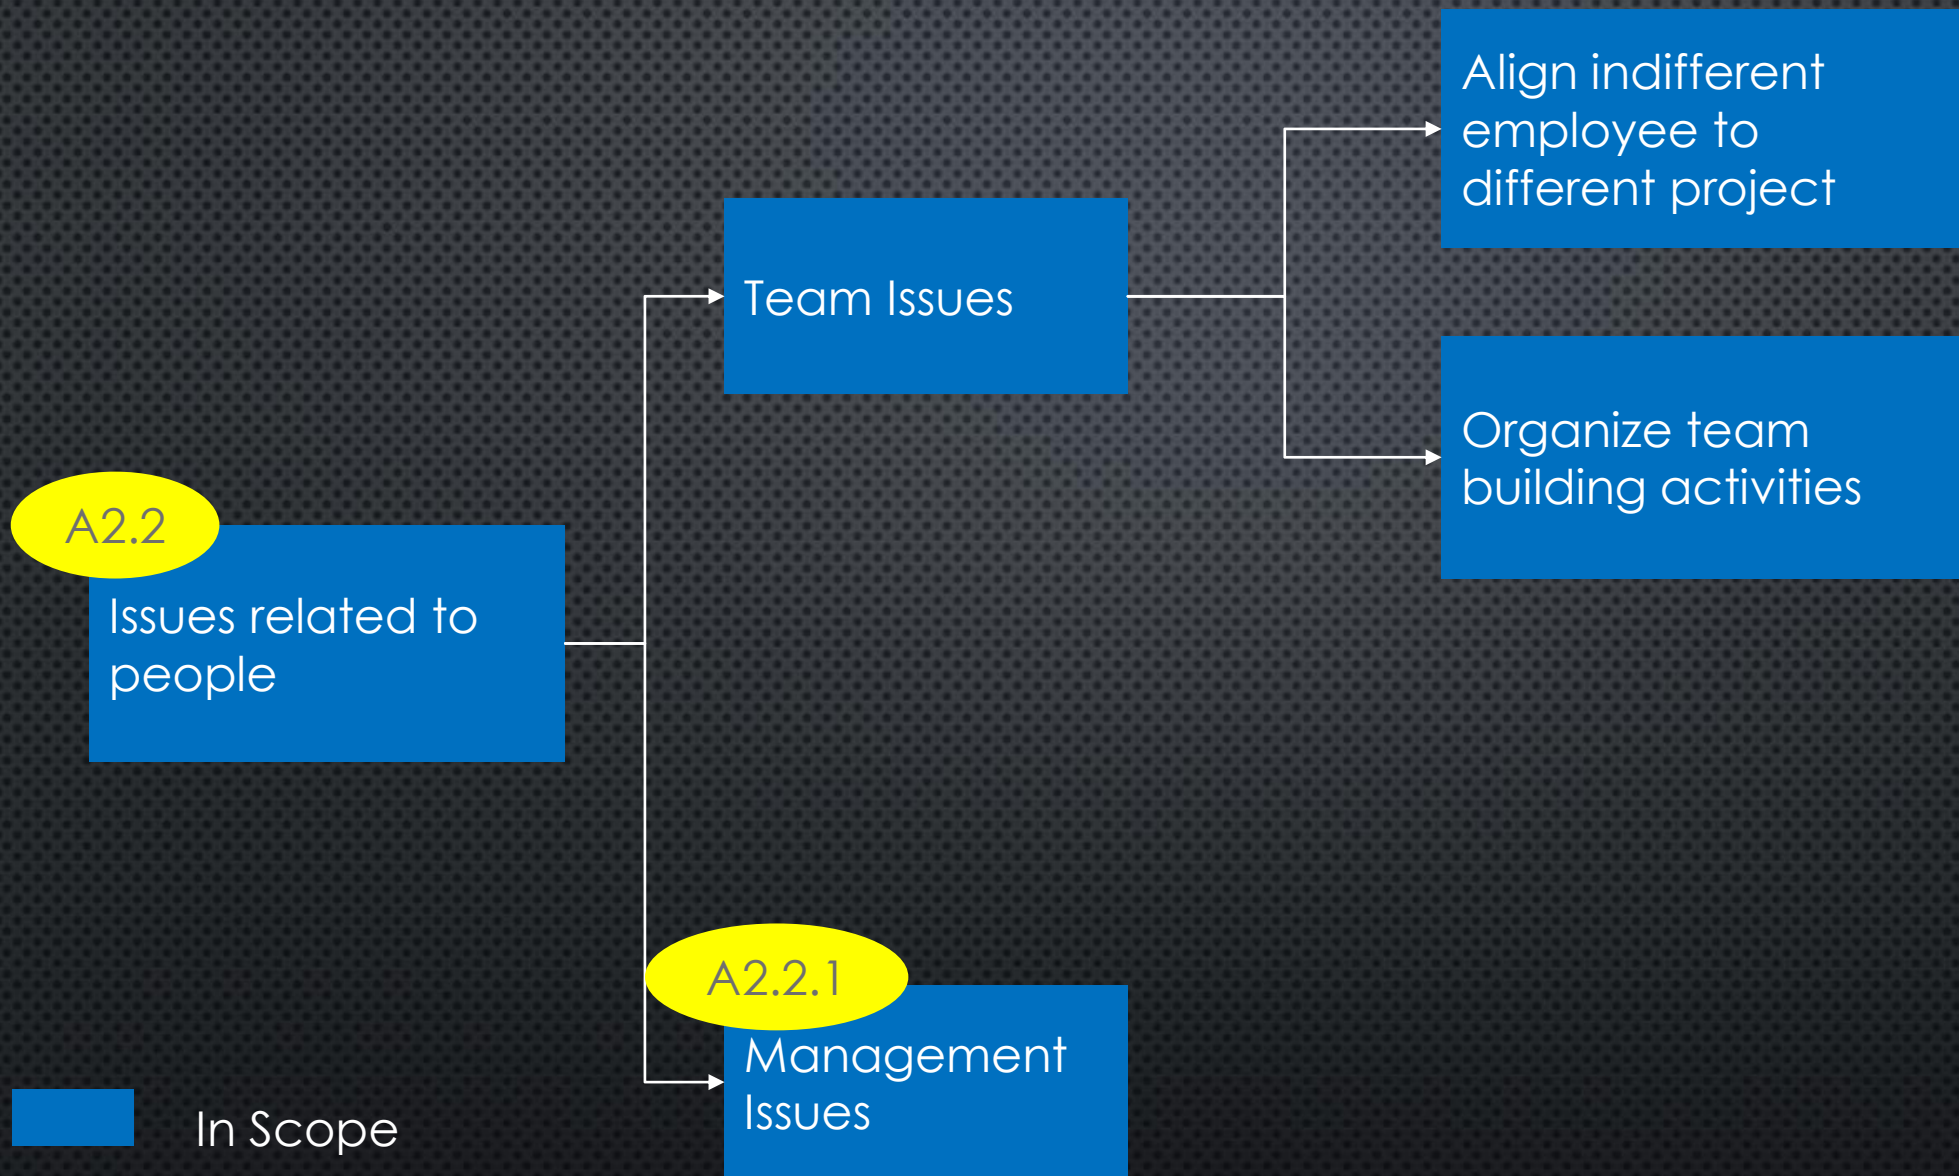 Align indifferent
employee to
different project
Team Issues
Organize team
building activities
A2.2
Issues related to
people
A2.2.1
Management
Issues
In Scope